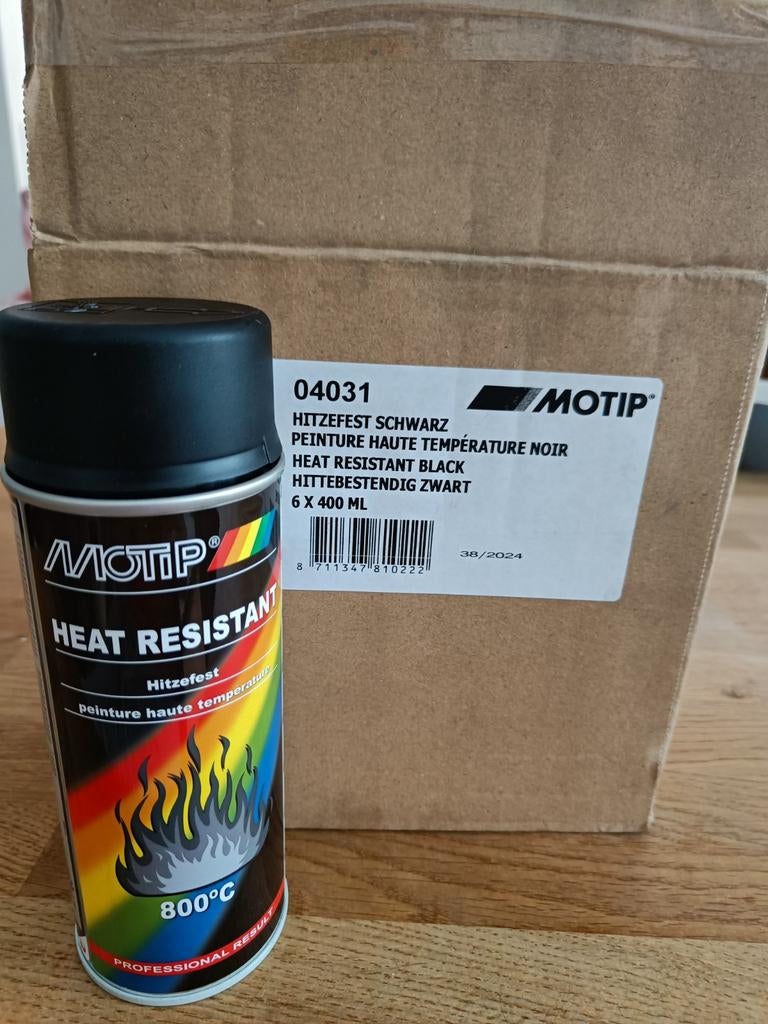 04031
MOTIP®
HITZEFEST SCHWARZ
PEINTURE HAUTE TEMPÉRATURE NOIR
HEAT RESISTANT BLACK
HITTEBESTENDIG ZWART
6 X 400 ML
38/2024
8 711347 810222
MOTIP®
HEAT RESISTANT
Hitzefest
peinture haute temperature
800°C
PROFESSIONAL RESULT